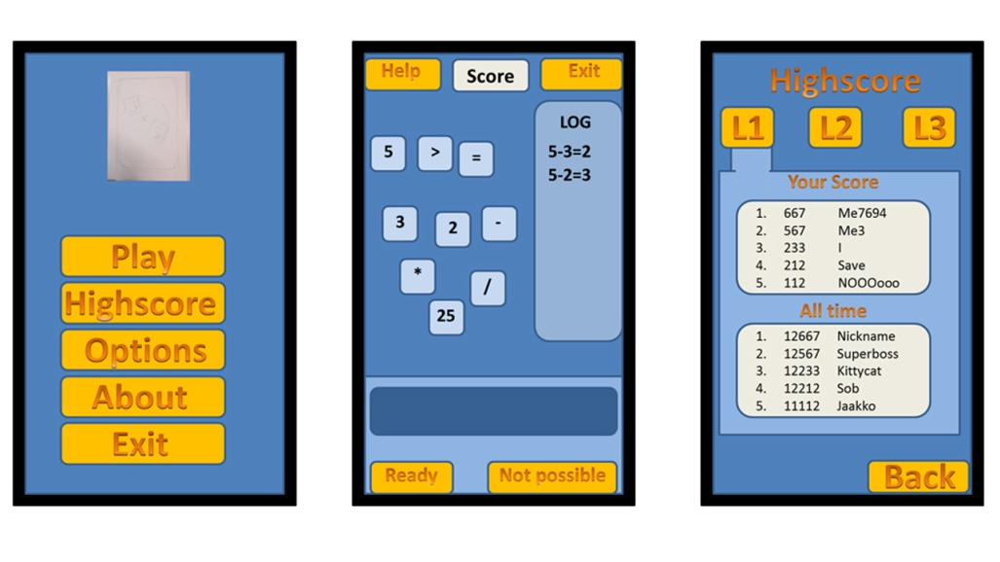 Play
Highscore
Options
About
Exit
Help
Score
Exit
LOG
5-3=2
5-2=3
5
>
=
3
2
-
*
/
25
Ready
Not possible
Highscore
L1
L2
L3
Your Score
1. 667 Me7694
2. 567 Me3
3. 233 I
4. 212 Save
5. 112 NOOOooo
All time
1. 12667 Nickname
2. 12567 Superboss
3. 12233 Kittycat
4. 12212 Sob
5. 11112 Jaakko
Back